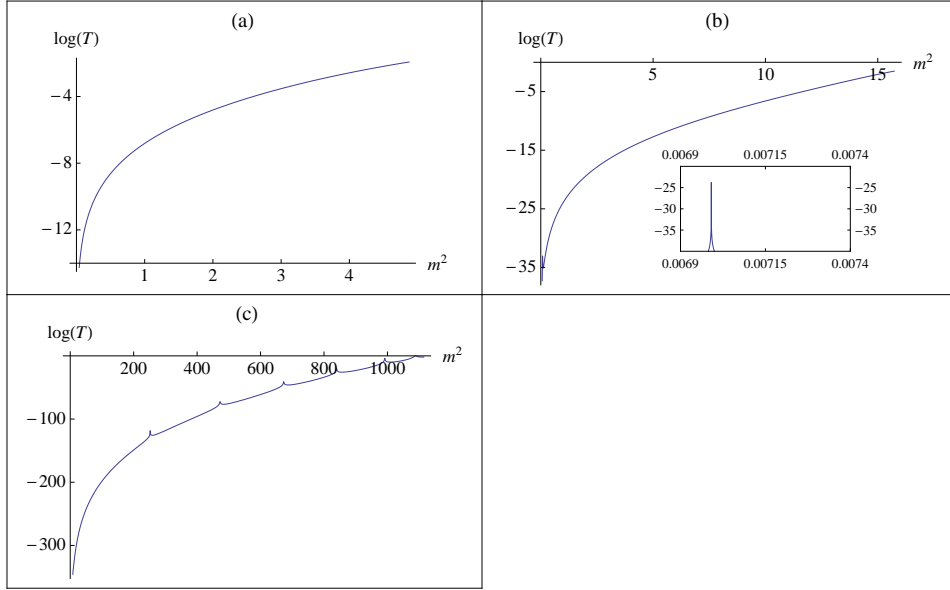 (a)
log(T)
−4
−8
−12
1 2 3 4 m²
(b)
log(T)
5 10 15 m²
−5
−15
−25
−35
0.0069 0.00715 0.0074
−25 −25
−30 −30
−35 −35
0.0069 0.00715 0.0074
(c)
log(T)
200 400 600 800 1000 m²
−100
−200
−300